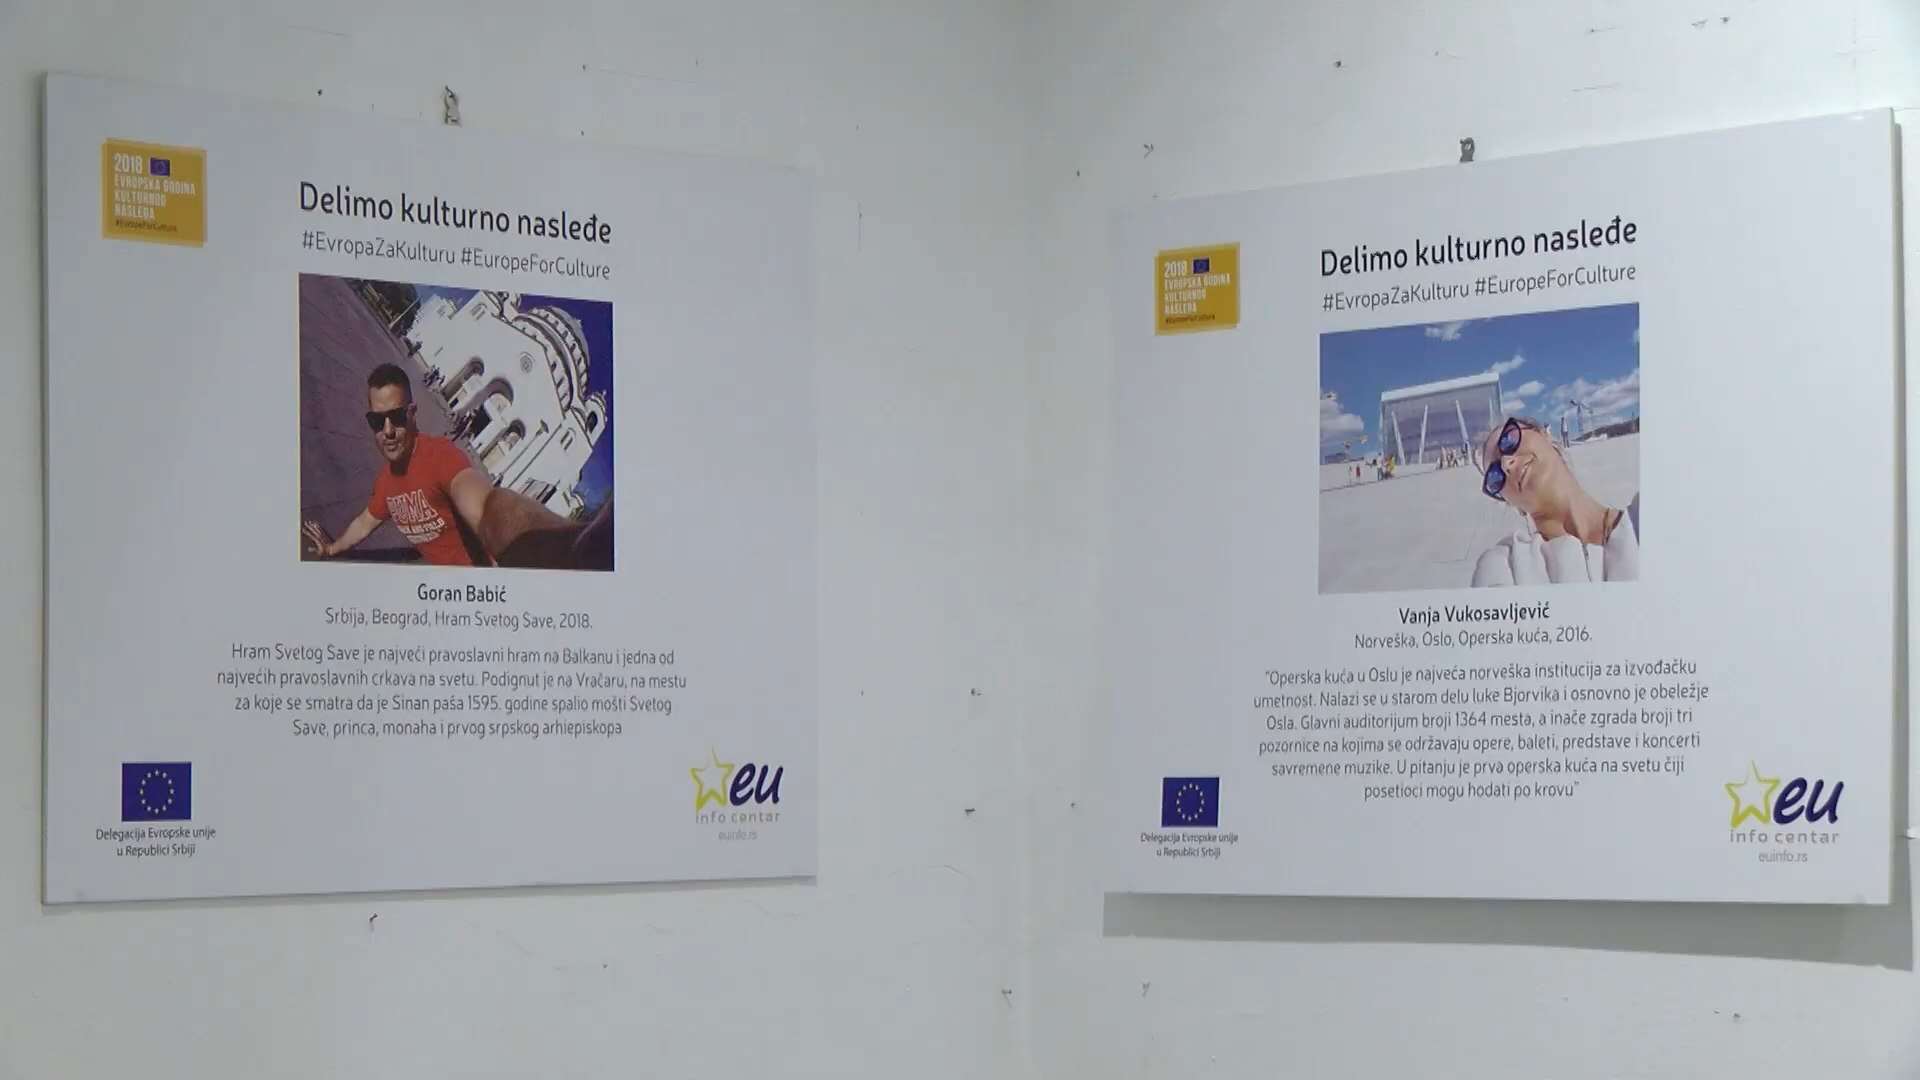 2018
EVROPSKA GODINA
KULTURNOG
NASLEĐA
#EuropeForCulture
Delimo kulturno nasleđe
#EvropaZaKulturu #EuropeForCulture
PUMA
Goran Babić
Srbija, Beograd, Hram Svetog Save, 2018.
Hram Svetog Save je najveći pravoslavni hram na Balkanu i jedna od
najvećih pravoslavnih crkava na svetu. Podignut je na Vračaru, na mestu
za koje se smatra da je Sinan paša 1595. godine spalio mošti Svetog
Save, princa, monaha i prvog srpskog arhiepiskopa
Delegacija Evropske unije
u Republici Srbiji
eu
info centar
euinfo.rs
2018
EVROPSKA GODINA
KULTURNOG
NASLEĐA
#EuropeForCulture
Delimo kulturno nasleđe
#EvropaZaKulturu #EuropeForCulture
Vanja Vukosavljević
Norveška, Oslo, Operska kuća, 2016.
"Operska kuća u Oslu je najveća norveška institucija za izvođačku
umetnost. Nalazi se u starom delu luke Bjorvika i osnovno je obeležje
Osla. Glavni auditorijum broji 1364 mesta, a inače zgrada broji tri
pozornice na kojima se održavaju opere, baleti, predstave i koncerti
savremene muzike. U pitanju je prva operska kuća na svetu čiji
posetioci mogu hodati po krovu"
Delegacija Evropske unije
u Republici Srbiji
eu
info centar
euinfo.rs